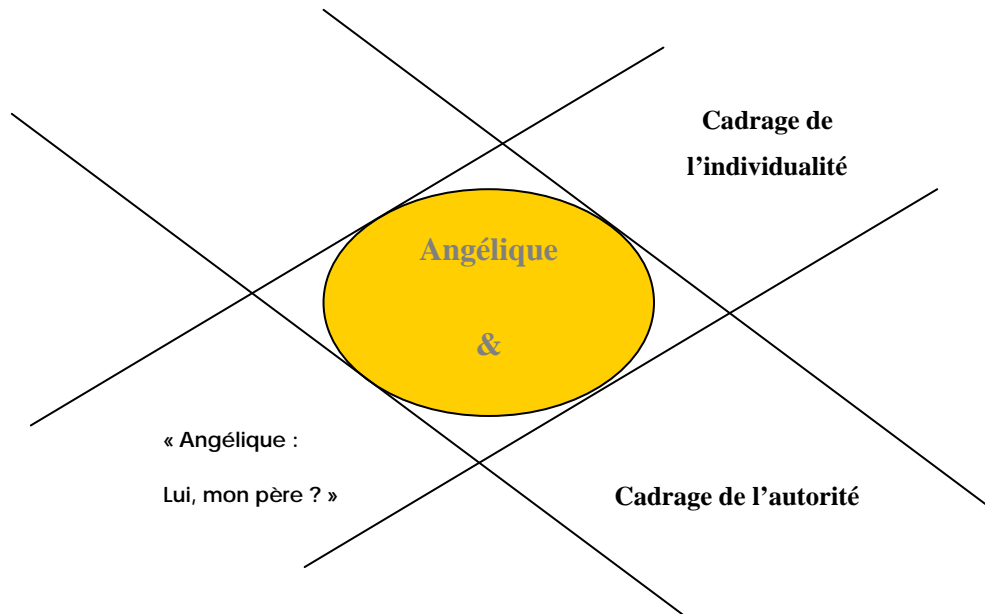 Cadrage de
l'individualité
Angélique
&
« Angélique :
Lui, mon père ? »
Cadrage de l'autorité